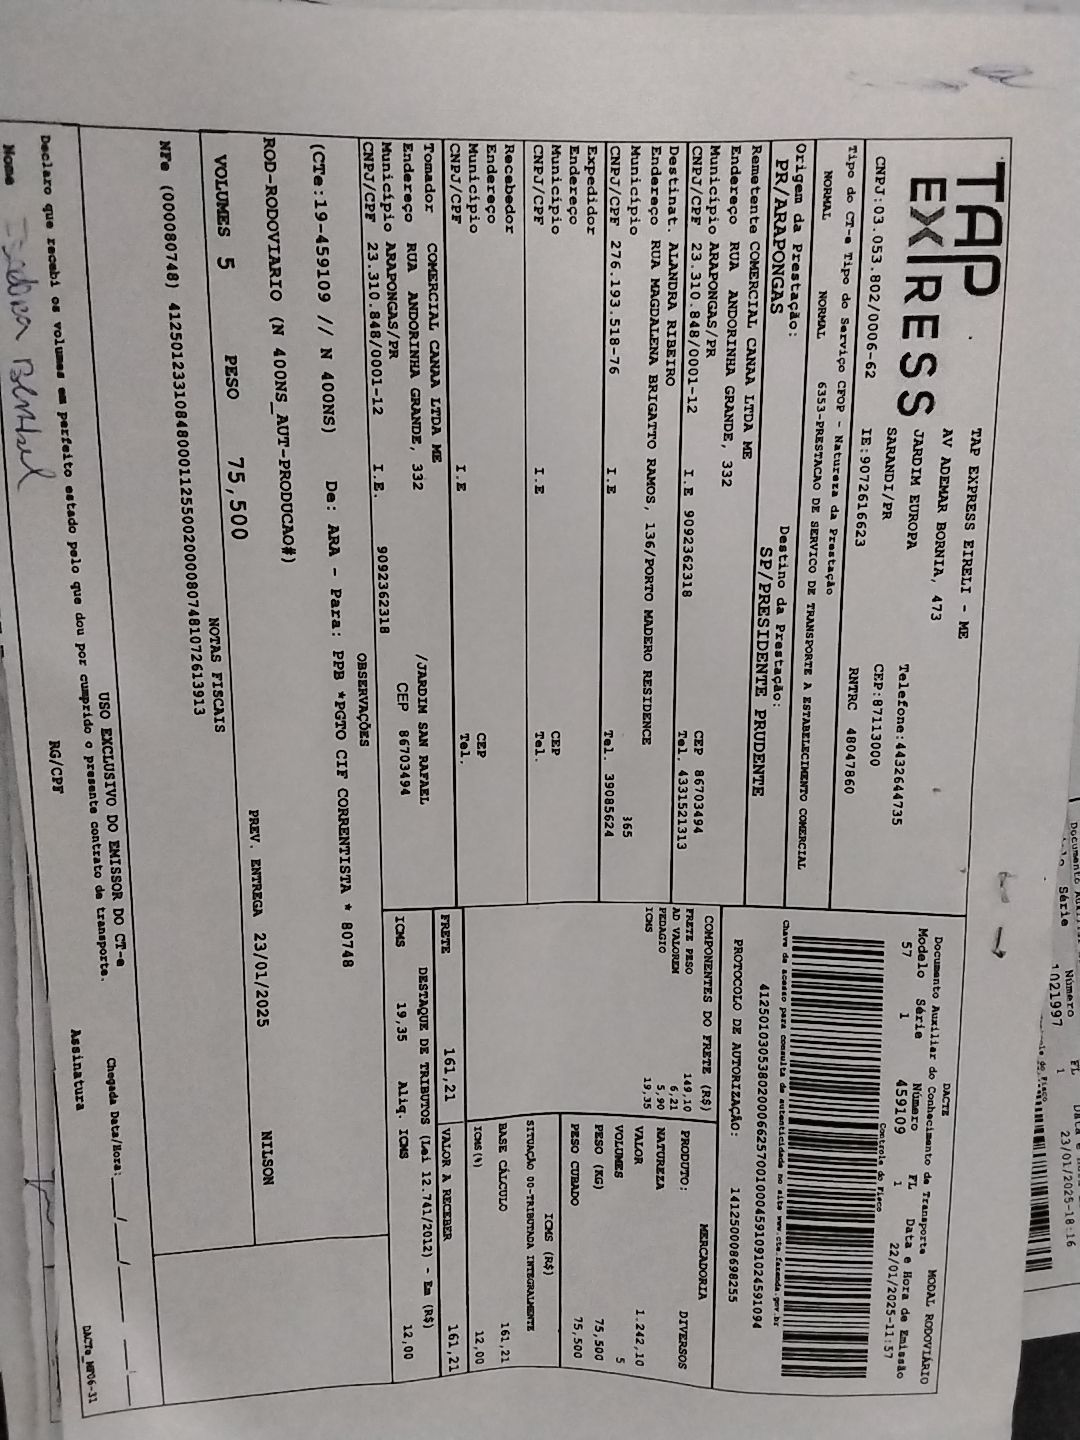 TAP
EXPRESS
TAP EXPRESS EIRELI - ME
AV ADEMAR BORNIA, 473
JARDIM EUROPA
SARANDI/PR
Telefone:4432644735
CEP:87113000
CNPJ:03.053.802/0006-62 IE:9072616623 RNTRC 48047860
Tipo do CT-e Tipo do Serviço CFOP - Natureza da Prestação
NORMAL NORMAL 6353-PRESTACAO DE SERVICO DE TRANSPORTE A ESTABELECIMENTO COMERCIAL
Origem da Prestação: Destino da Prestação:
PR/ARAPONGAS SP/PRESIDENTE PRUDENTE
Remetente COMERCIAL CANAA LTDA ME
Endereço RUA ANDORINHA GRANDE, 332
Município ARAPONGAS/PR CEP 86703494
CNPJ/CPF 23.310.848/0001-12 I.E 9092362318 Tel. 4331521313
Destinat. ALANDRA RIBEIRO
Endereço RUA MAGDALENA BRIGATTO RAMOS, 136/PORTO MADERO RESIDENCE
Município 365
CNPJ/CPF 276.193.518-76 I.E Tel. 39085624
Expedidor
Endereço
Município CEP
CNPJ/CPF I.E Tel.
Recebedor
Endereço
Município CEP
CNPJ/CPF I.E Tel.
Tomador COMERCIAL CANAA LTDA ME
Endereço RUA ANDORINHA GRANDE, 332 /JARDIM SAN RAFAEL
Município ARAPONGAS/PR CEP 86703494
CNPJ/CPF 23.310.848/0001-12 I.E. 9092362318
OBSERVAÇÕES
(CTe:19-459109 // N 400NS) De: ARA - Para: PPB *PGTO CIF CORRENTISTA * 80748
ROD-RODOVIARIO (N 400NS_AUT-PRODUCAO#)
VOLUMES 5 PESO 75,500 PREV. ENTREGA 23/01/2025 NILSON
NOTAS FISCAIS
NFe (000080748) 41250123310848000112550020000807481072613913
USO EXCLUSIVO DO EMISSOR DO CT-e
Declaro que recebi os volumes em perfeito estado pelo que dou por cumprido o presente contrato de transporte.
Chegada Data/Hora:
Nome RG/CPF Assinatura
DACTE MODAL RODOVIÁRIO
Documento Auxiliar do Conhecimento de Transporte
Modelo Série Número FL Data e Hora de Emissão
57 1 459109 1 22/01/2025-11:57
Controle do Fisco
Chave de acesso para consulta de autenticidade no site www.cte.fazenda.gov.br
41250103053802000662570010004591091024591094
PROTOCOLO DE AUTORIZAÇÃO: 141250008698255
COMPONENTES DO FRETE (R$)
FRETE PESO 149,10
AD VALOREM 6,21
PEDAGIO 5,90
ICMS 19,35
MERCADORIA
PRODUTO: DIVERSOS
NATUREZA
VALOR 1.242,10
VOLUMES 5
PESO (KG) 75,500
PESO CUBADO 75,500
ICMS (R$)
SITUAÇÃO 00-TRIBUTADA INTEGRALMENTE
BASE CÁLCULO 161,21
ICMS(%) 12,00
FRETE 161,21 VALOR A RECEBER 161,21
DESTAQUE DE TRIBUTOS (Lei 12.741/2012) - Em (R$)
ICMS 19,35 Aliq. ICMS 12,00
DACTe_MP06-31
Documento Auxiliar
Série Número FL
1021997 1 23/01/2025-18:16